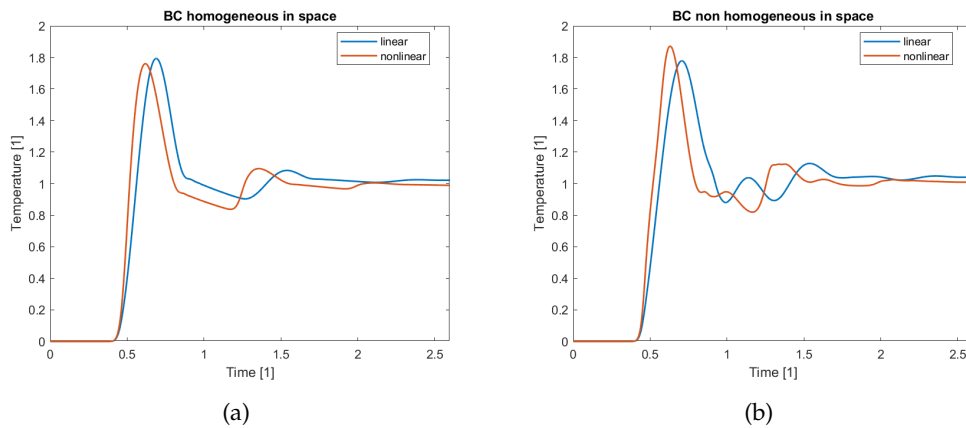 BC homogeneous in space
linear
nonlinear
2
1.8
1.6
1.4
1.2
1
0.8
0.6
0.4
0.2
0
Temperature [1]
0 0.5 1 1.5 2 2.5
Time [1]
(a)
BC non homogeneous in space
linear
nonlinear
2
1.8
1.6
1.4
1.2
1
0.8
0.6
0.4
0.2
0
Temperature [1]
0 0.5 1 1.5 2 2.5
Time [1]
(b)